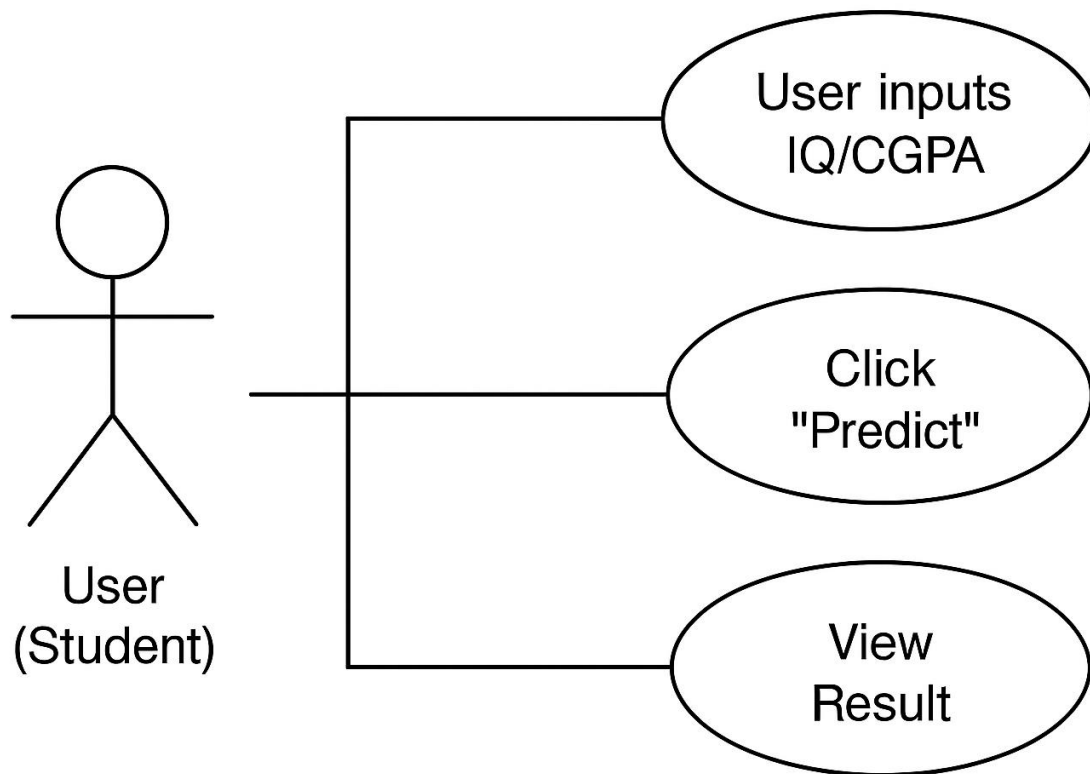 User inputs
IQ/CGPA
Click
"Predict"
User
(Student)
View
Result